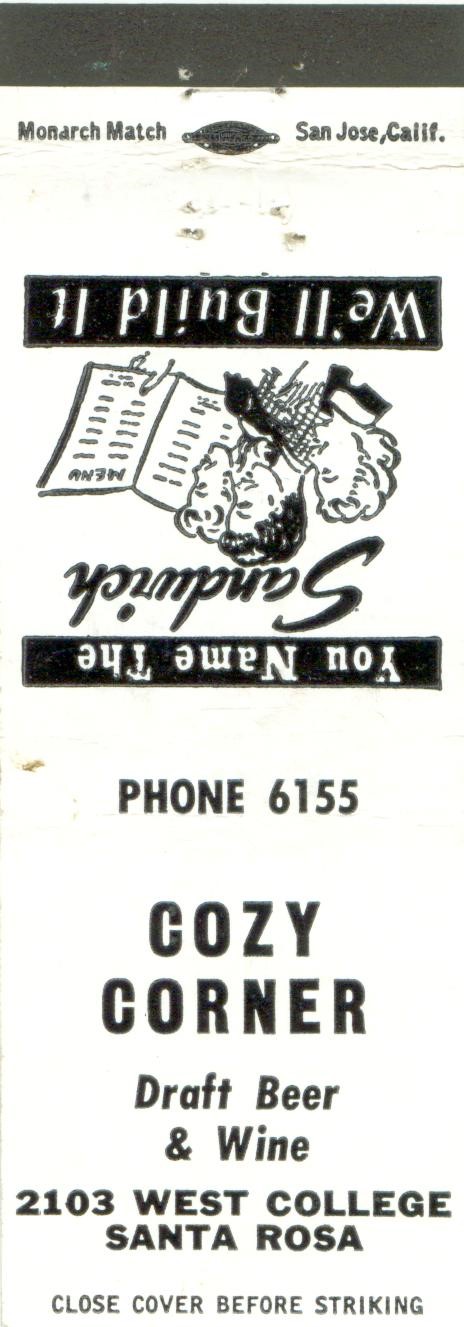 Monarch Match San Jose, Calif.
You Name The
Sandwich
MENU
We'll Build It
PHONE 6155
COZY
CORNER
Draft Beer
& Wine
2103 WEST COLLEGE
SANTA ROSA
CLOSE COVER BEFORE STRIKING